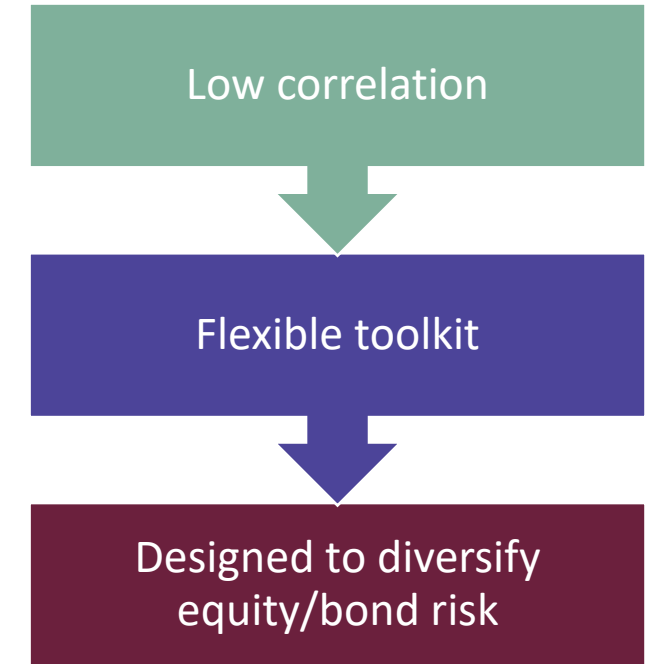 Low correlation
Flexible toolkit
Designed to diversify
equity/bond risk